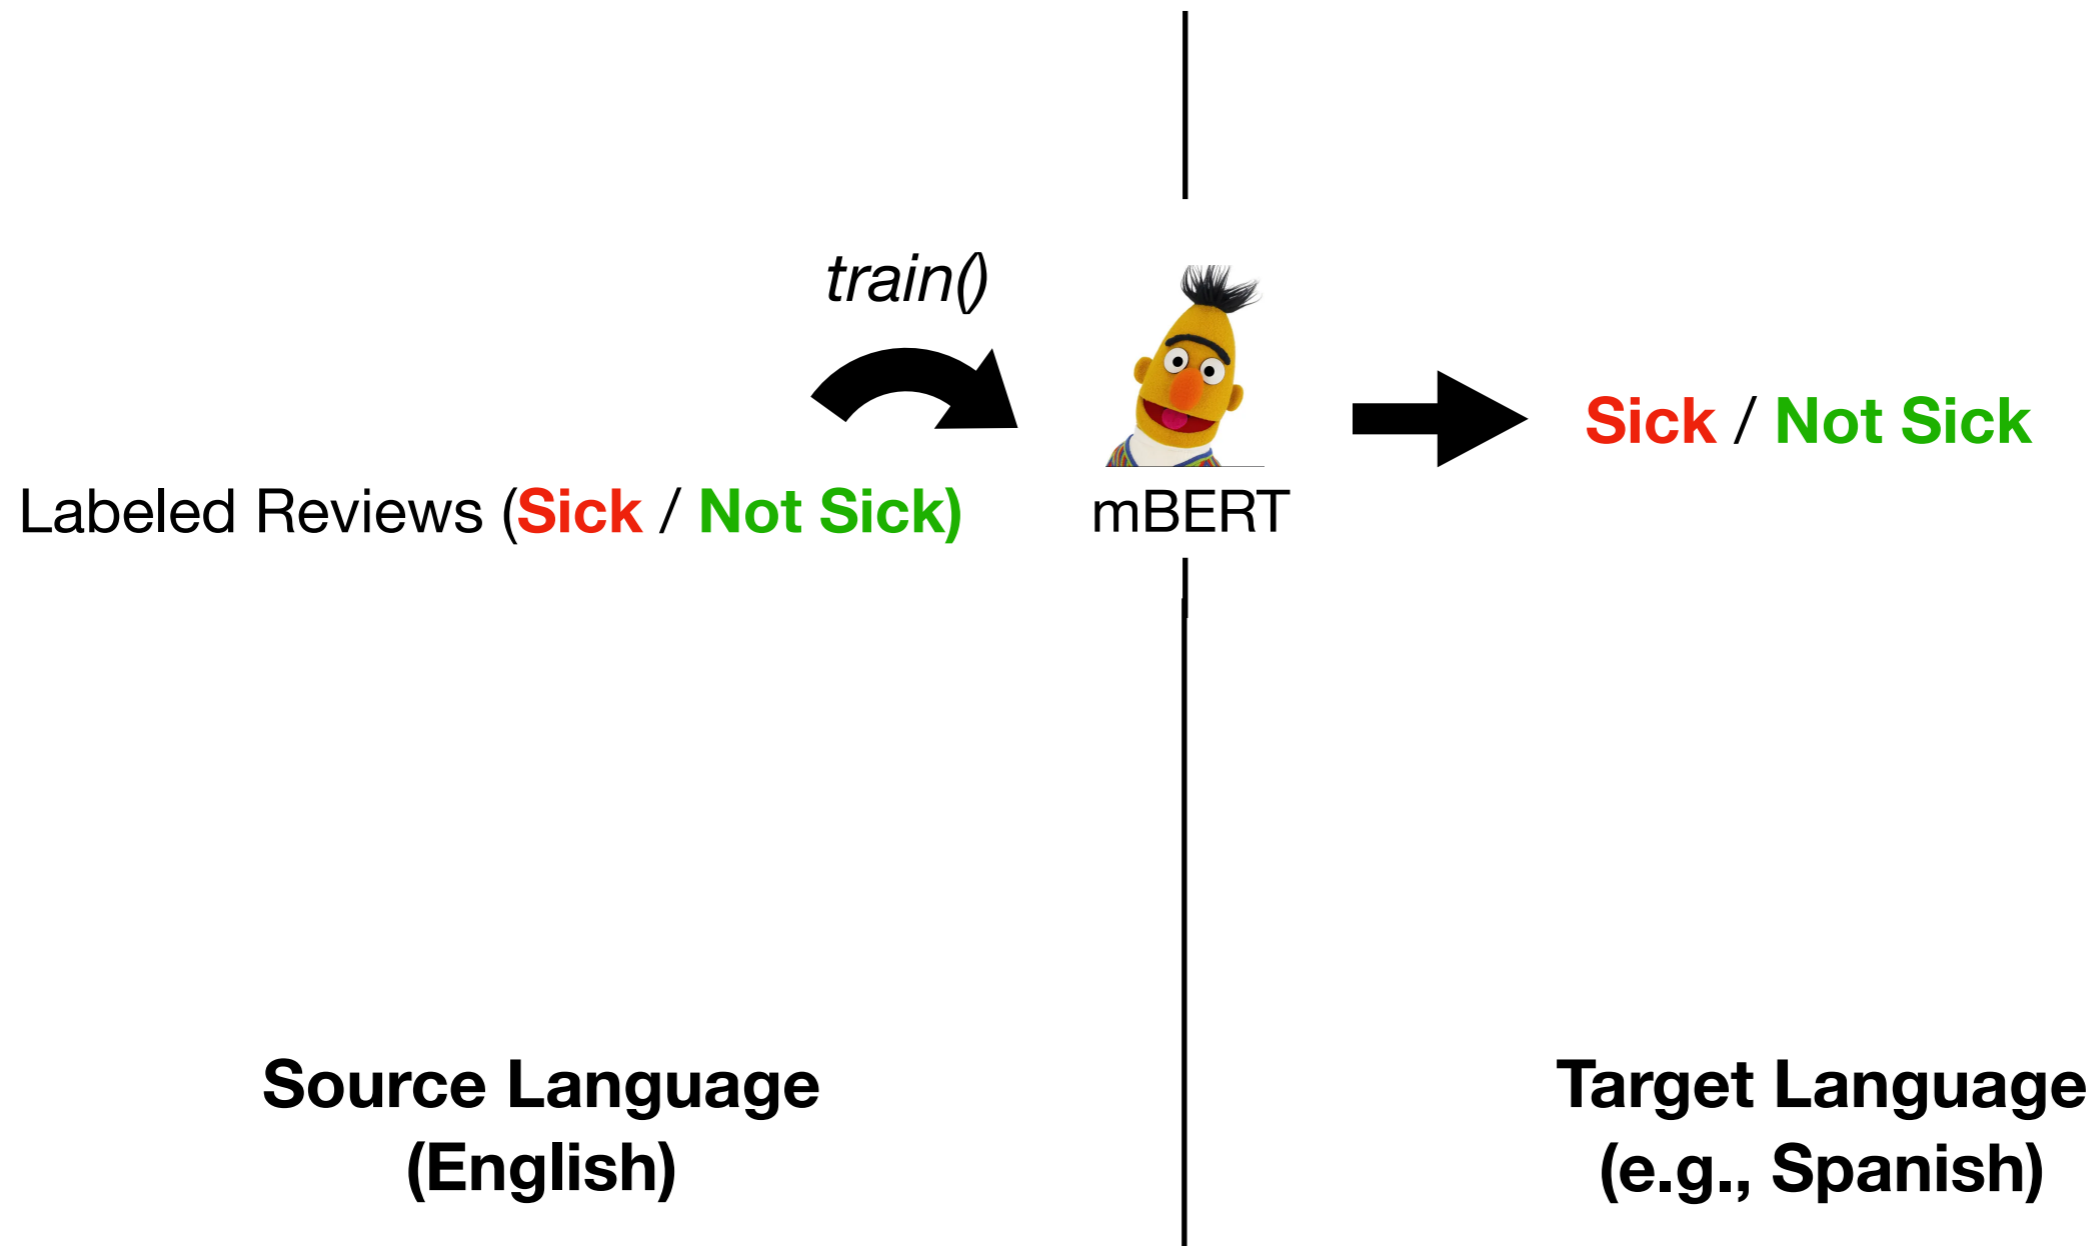 train()
Sick / Not Sick
Labeled Reviews (Sick / Not Sick)
mBERT
Source Language
(English)
Target Language
(e.g., Spanish)